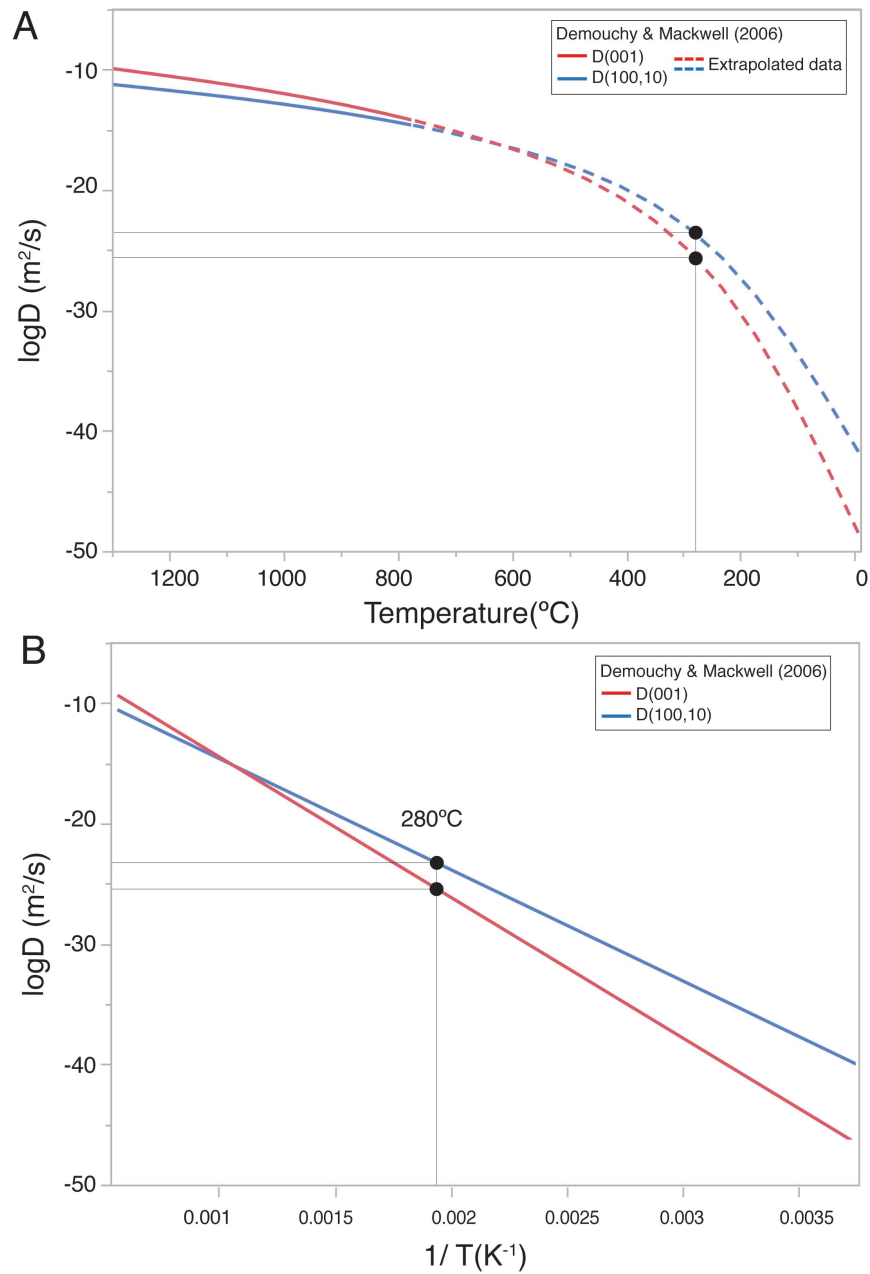 A
Demouchy & Mackwell (2006)
D(001)
Extrapolated data
D(100,10)
-10
-20
-30
-40
-50
logD (m²/s)
1200 1000 800 600 400 200 0
Temperature(ºC)
B
Demouchy & Mackwell (2006)
D(001)
D(100,10)
280ºC
-10
-20
-30
-40
-50
logD (m²/s)
0.001 0.0015 0.002 0.0025 0.003 0.0035
1/ T(K⁻¹)